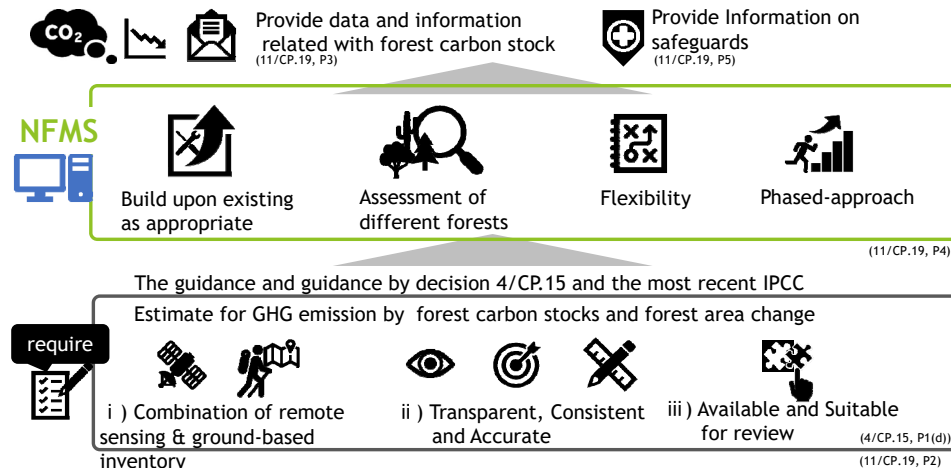 CO₂
Provide data and information
related with forest carbon stock
(11/CP.19, P3)
Provide Information on
safeguards
(11/CP.19, P5)
NFMS
Build upon existing
as appropriate
Assessment of
different forests
Flexibility
Phased-approach
(11/CP.19, P4)
The guidance and guidance by decision 4/CP.15 and the most recent IPCC
Estimate for GHG emission by forest carbon stocks and forest area change
require
i ) Combination of remote
sensing & ground-based
inventory
ii ) Transparent, Consistent
and Accurate
iii ) Available and Suitable
for review
(4/CP.15, P1(d))
(11/CP.19, P2)